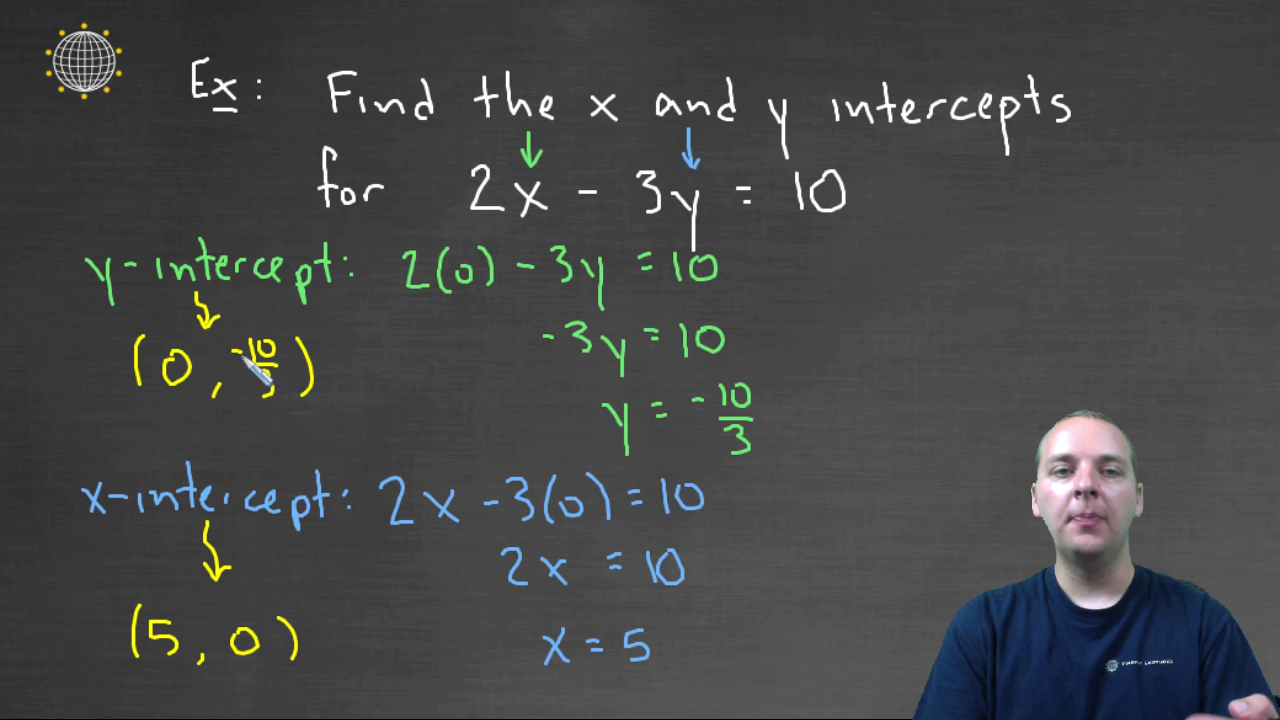 Ex: Find the x and y intercepts
for 2x - 3y = 10
y-intercept: 2(0) - 3y = 10
(0, -10/3)
-3y = 10
y = -10/3
x-intercept: 2x - 3(0) = 10
2x = 10
(5, 0)
x = 5